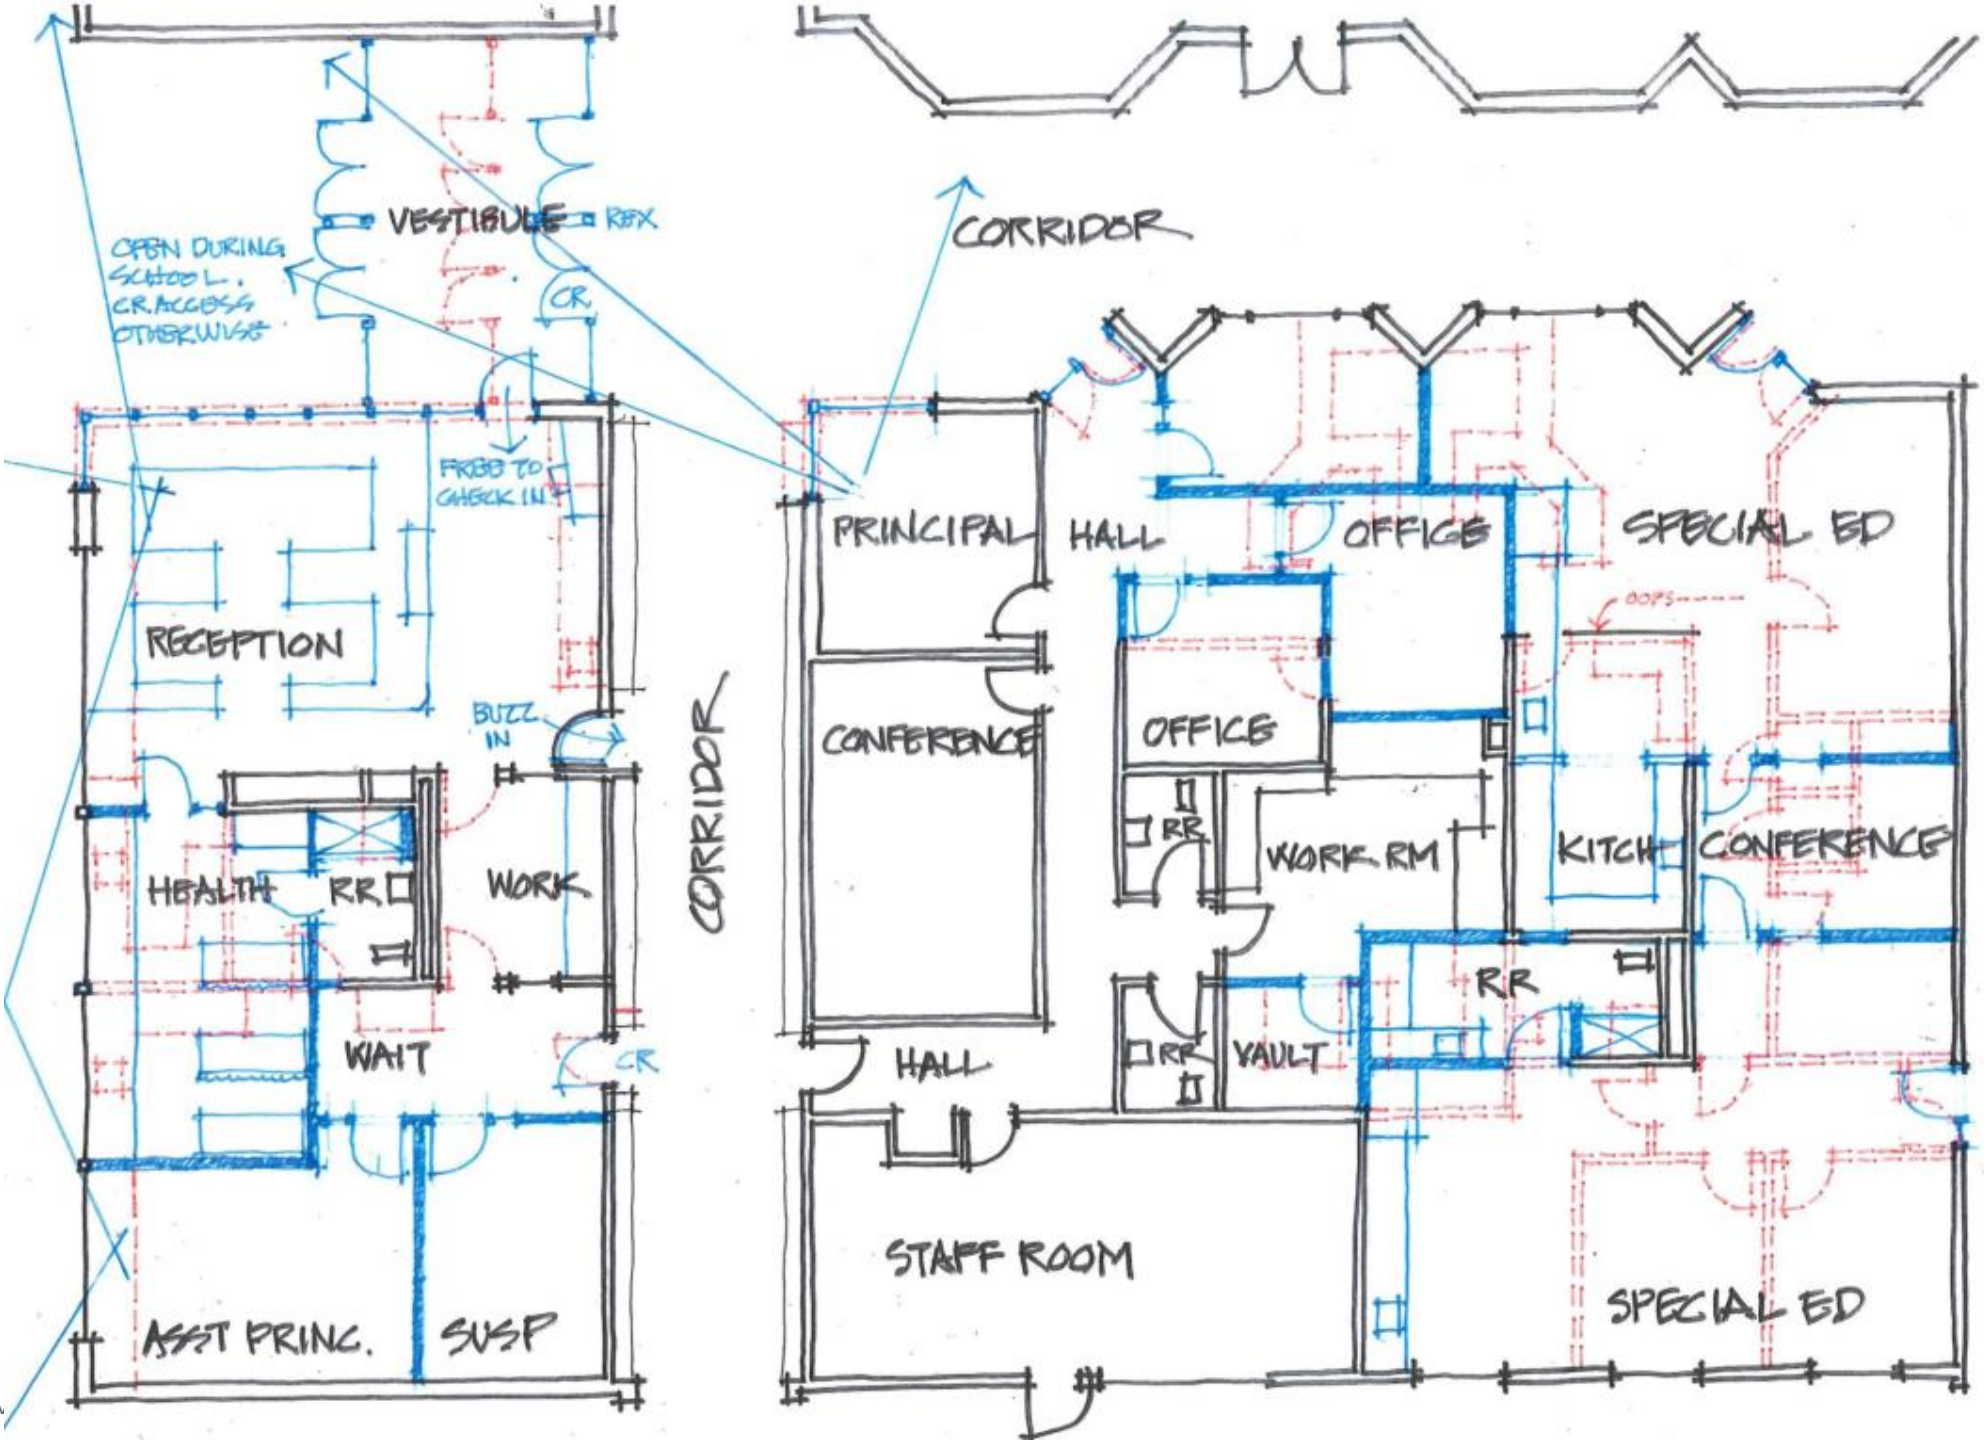 VESTIBULE
RBX
OPEN DURING
SCHOOL.
CR ACCESS
OTHERWISE
CR
CORRIDOR
FREE TO
CHECK IN
PRINCIPAL
HALL
OFFICE
SPECIAL ED
OOPS
RECEPTION
BUZZ
IN
CORRIDOR
CONFERENCE
OFFICE
RR
WORK RM
KITCH
CONFERENCE
HEALTH
RR
WORK
RR
WAIT
CR
HALL
RR
VAULT
STAFF ROOM
SPECIAL ED
ASST PRINC.
SUSP